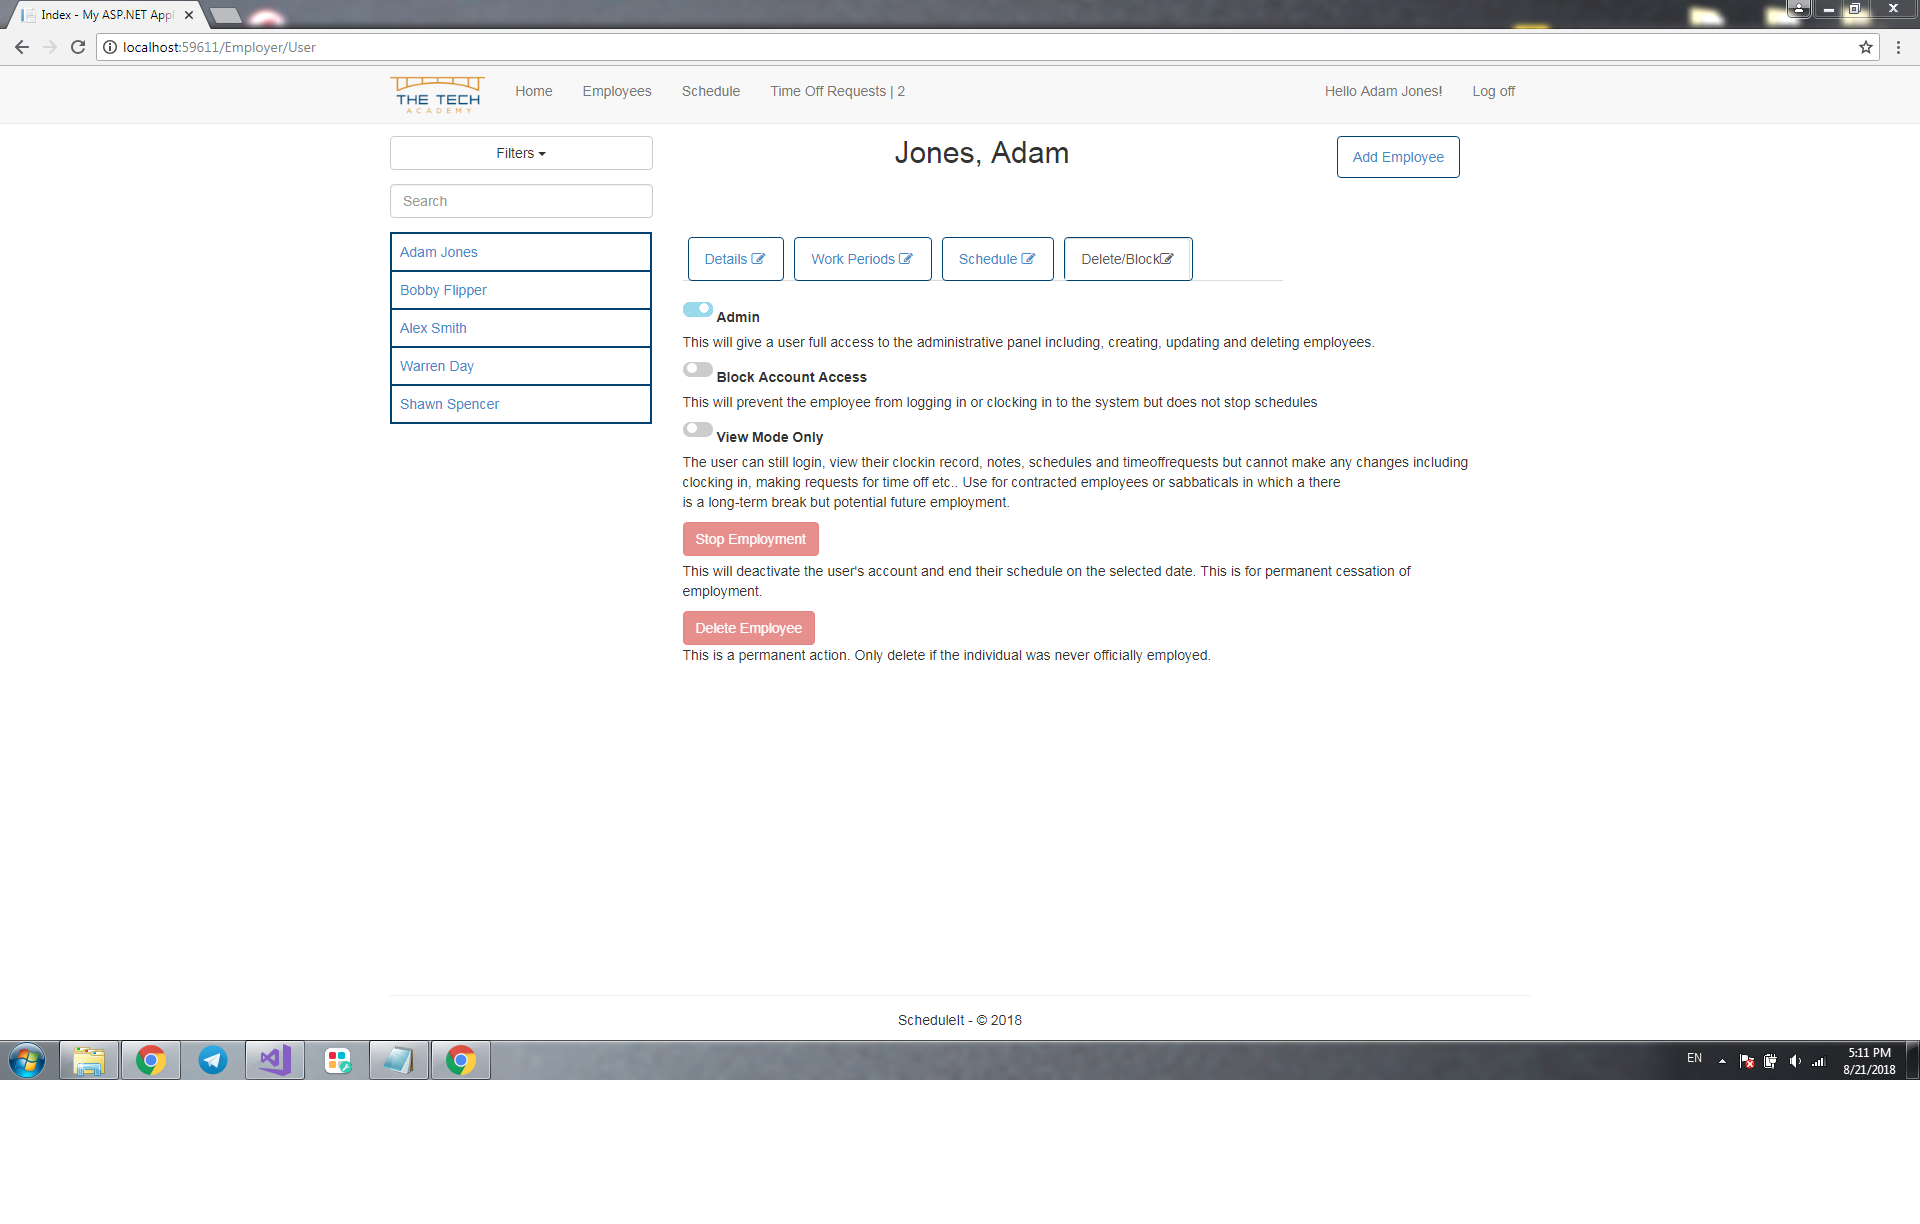 Index - My ASP.NET Appl
localhost:59611/Employer/User
THE TECH
ACADEMY
Home
Employees
Schedule
Time Off Requests | 2
Hello Adam Jones!
Log off
Filters
Jones, Adam
Add Employee
Search
Adam Jones
Bobby Flipper
Alex Smith
Warren Day
Shawn Spencer
Details
Work Periods
Schedule
Delete/Block
Admin
This will give a user full access to the administrative panel including, creating, updating and deleting employees.
Block Account Access
This will prevent the employee from logging in or clocking in to the system but does not stop schedules
View Mode Only
The user can still login, view their clockin record, notes, schedules and timeoffrequests but cannot make any changes including
clocking in, making requests for time off etc.. Use for contracted employees or sabbaticals in which a there
is a long-term break but potential future employment.
Stop Employment
This will deactivate the user's account and end their schedule on the selected date. This is for permanent cessation of
employment.
Delete Employee
This is a permanent action. Only delete if the individual was never officially employed.
ScheduleIt - © 2018
EN
5:11 PM
8/21/2018